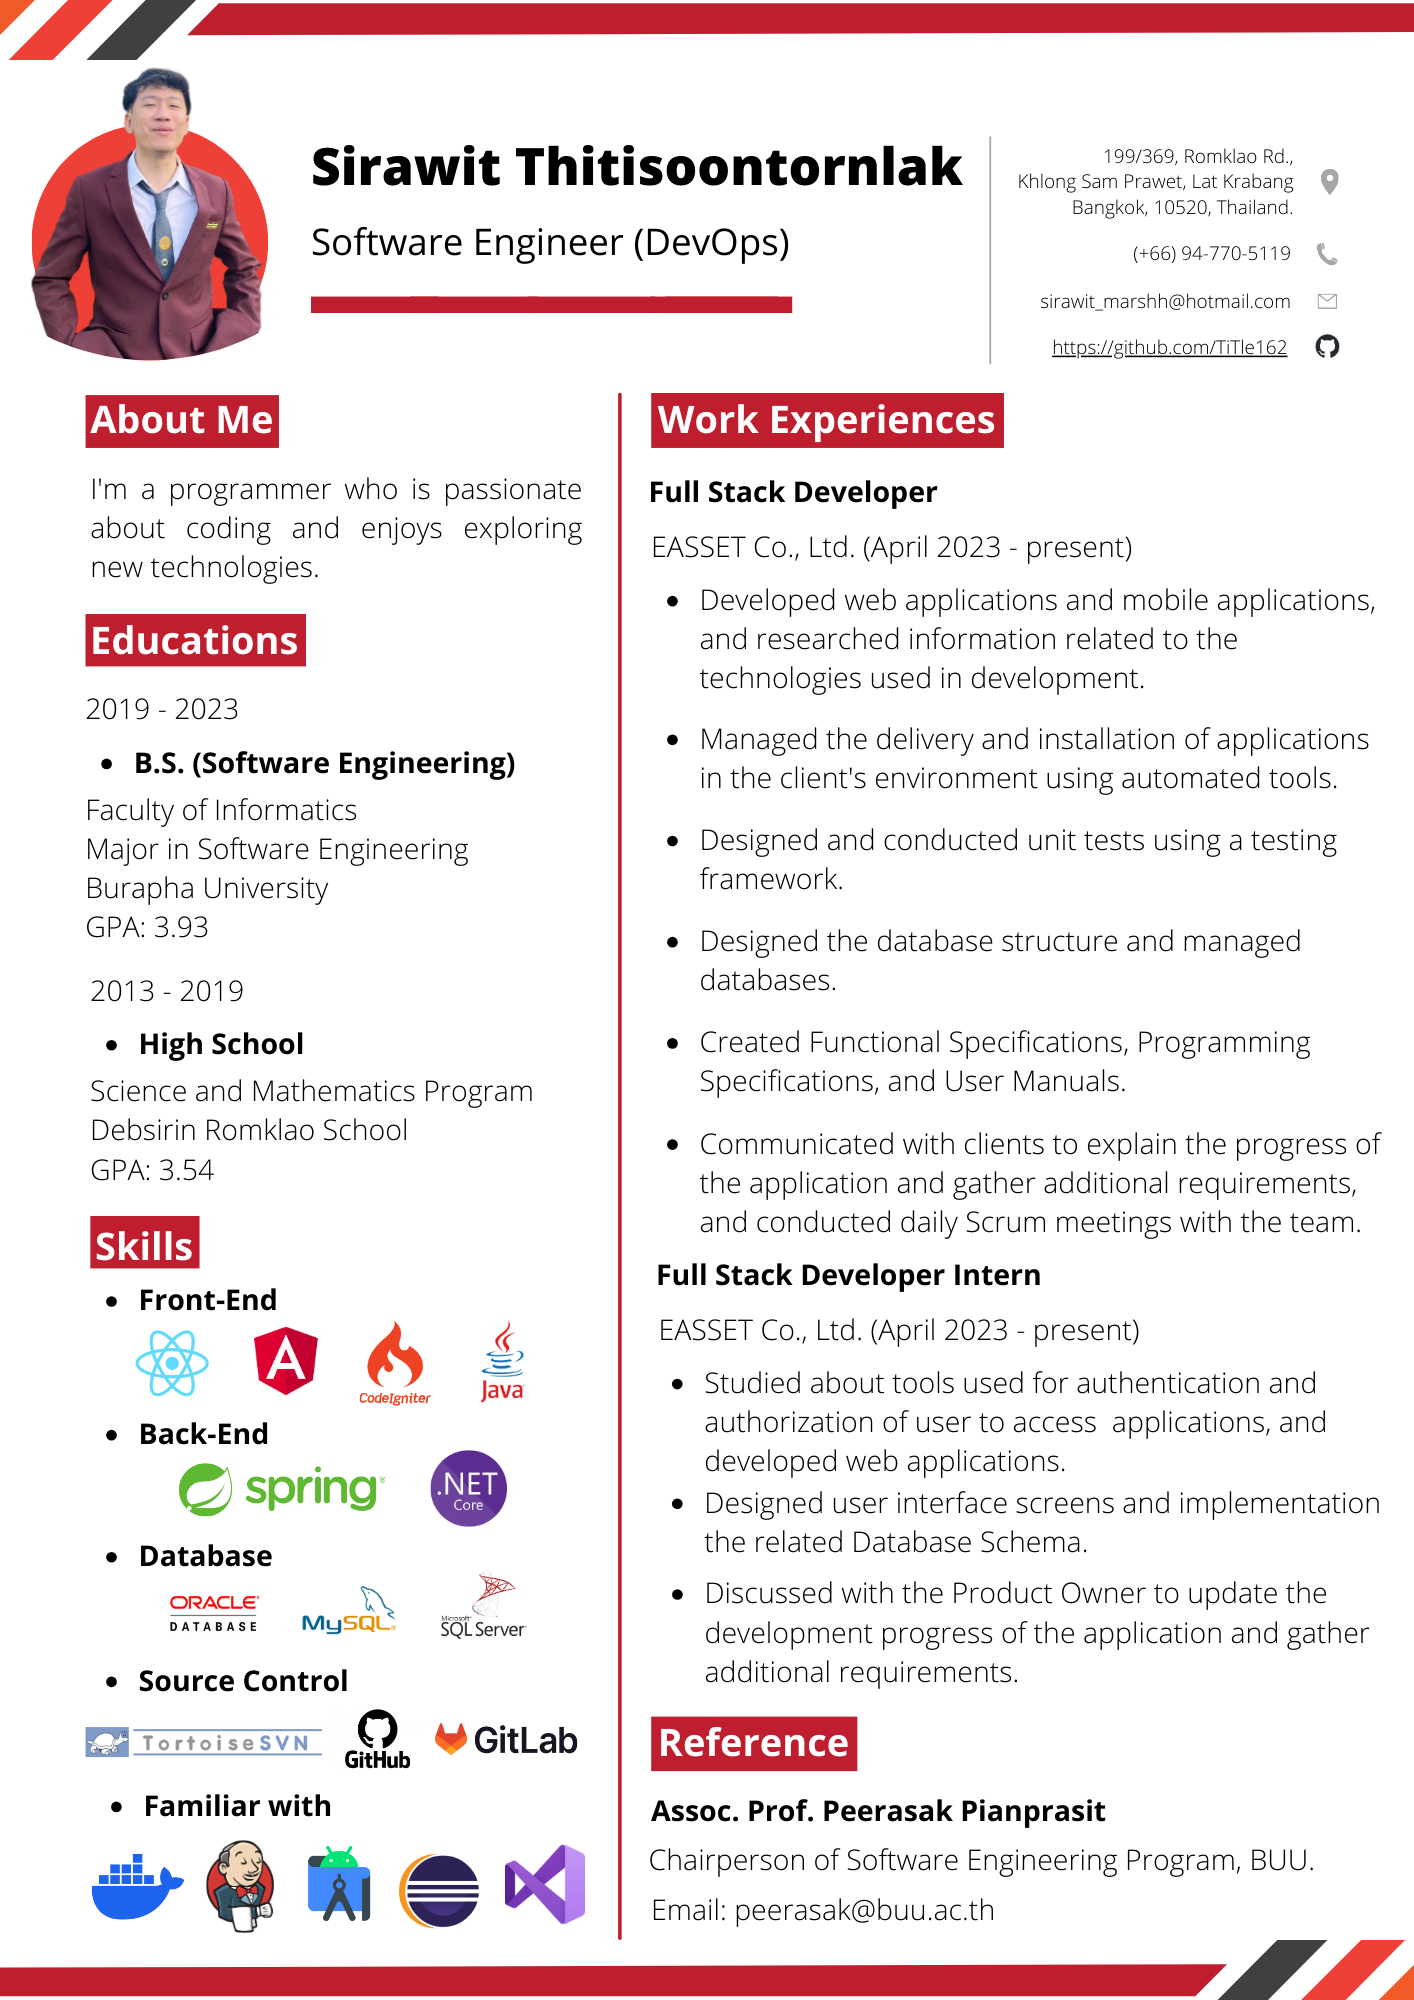 Sirawit Thitisoontornlak
Software Engineer (DevOps)
199/369, Romklao Rd.,
Khlong Sam Prawet, Lat Krabang
Bangkok, 10520, Thailand.
(+66) 94-770-5119
sirawit_marshh@hotmail.com
https://github.com/TiTle162
About Me
I'm a programmer who is passionate
about coding and enjoys exploring
new technologies.
Educations
2019 - 2023
• B.S. (Software Engineering)
Faculty of Informatics
Major in Software Engineering
Burapha University
GPA: 3.93
2013 - 2019
• High School
Science and Mathematics Program
Debsirin Romklao School
GPA: 3.54
Skills
• Front-End
A
CodeIgniter
Java
• Back-End
spring®
.NET
Core
• Database
ORACLE®
DATABASE
MySQL®
Microsoft®
SQL Server®
• Source Control
TortoiseSVN
GitHub
GitLab
• Familiar with
Work Experiences
Full Stack Developer
EASSET Co., Ltd. (April 2023 - present)
• Developed web applications and mobile applications,
and researched information related to the
technologies used in development.
• Managed the delivery and installation of applications
in the client's environment using automated tools.
• Designed and conducted unit tests using a testing
framework.
• Designed the database structure and managed
databases.
• Created Functional Specifications, Programming
Specifications, and User Manuals.
• Communicated with clients to explain the progress of
the application and gather additional requirements,
and conducted daily Scrum meetings with the team.
Full Stack Developer Intern
EASSET Co., Ltd. (April 2023 - present)
• Studied about tools used for authentication and
authorization of user to access  applications, and
developed web applications.
• Designed user interface screens and implementation
the related Database Schema.
• Discussed with the Product Owner to update the
development progress of the application and gather
additional requirements.
Reference
Assoc. Prof. Peerasak Pianprasit
Chairperson of Software Engineering Program, BUU.
Email: peerasak@buu.ac.th